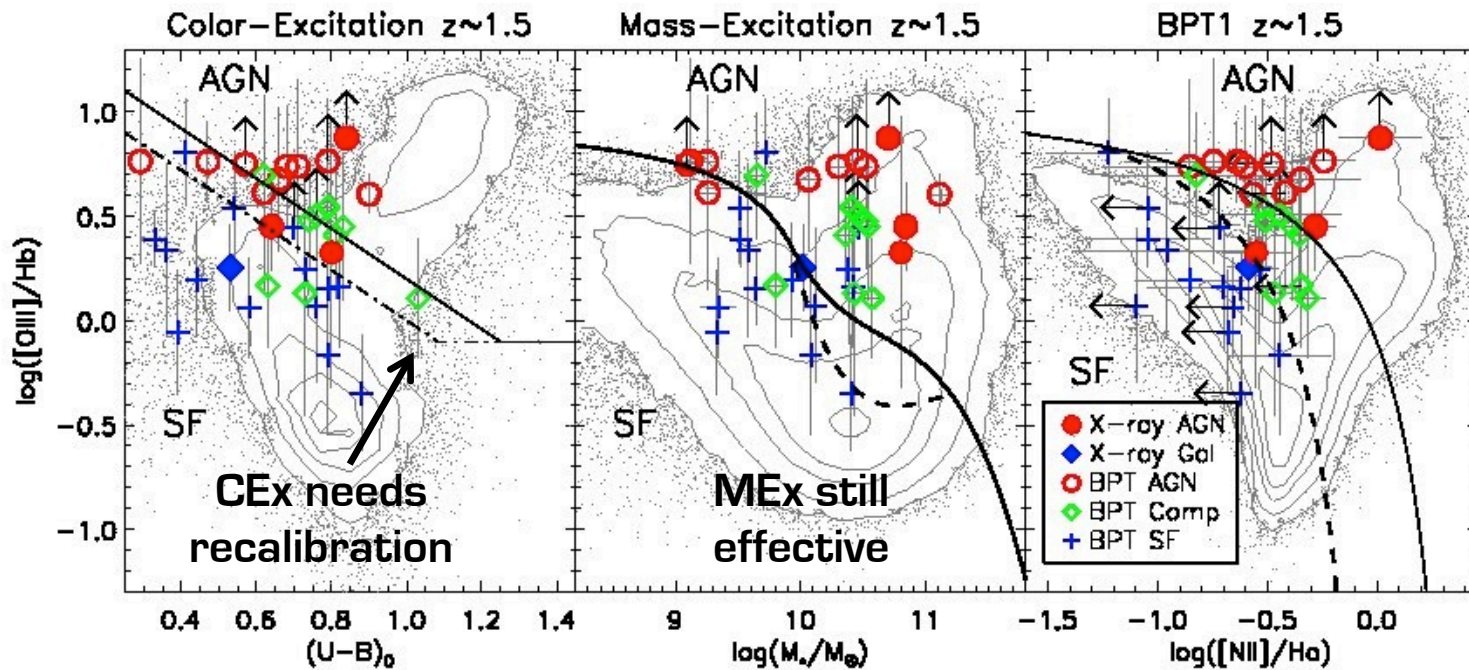 Color-Excitation z~1.5
Mass-Excitation z~1.5
BPT1 z~1.5
AGN
AGN
AGN
log([OIII]/Hb)
1.0
0.5
0.0
−0.5
−1.0
SF
SF
SF
CEx needs
recalibration
MEx still
effective
X-ray AGN
X-ray Gal
BPT AGN
BPT Comp
BPT SF
0.4 0.6 0.8 1.0 1.2 1.4
9 10 11
−1.0 −0.5 0.0
(U-B)₀
log(M*/M⊙)
log([NII]/Ha)